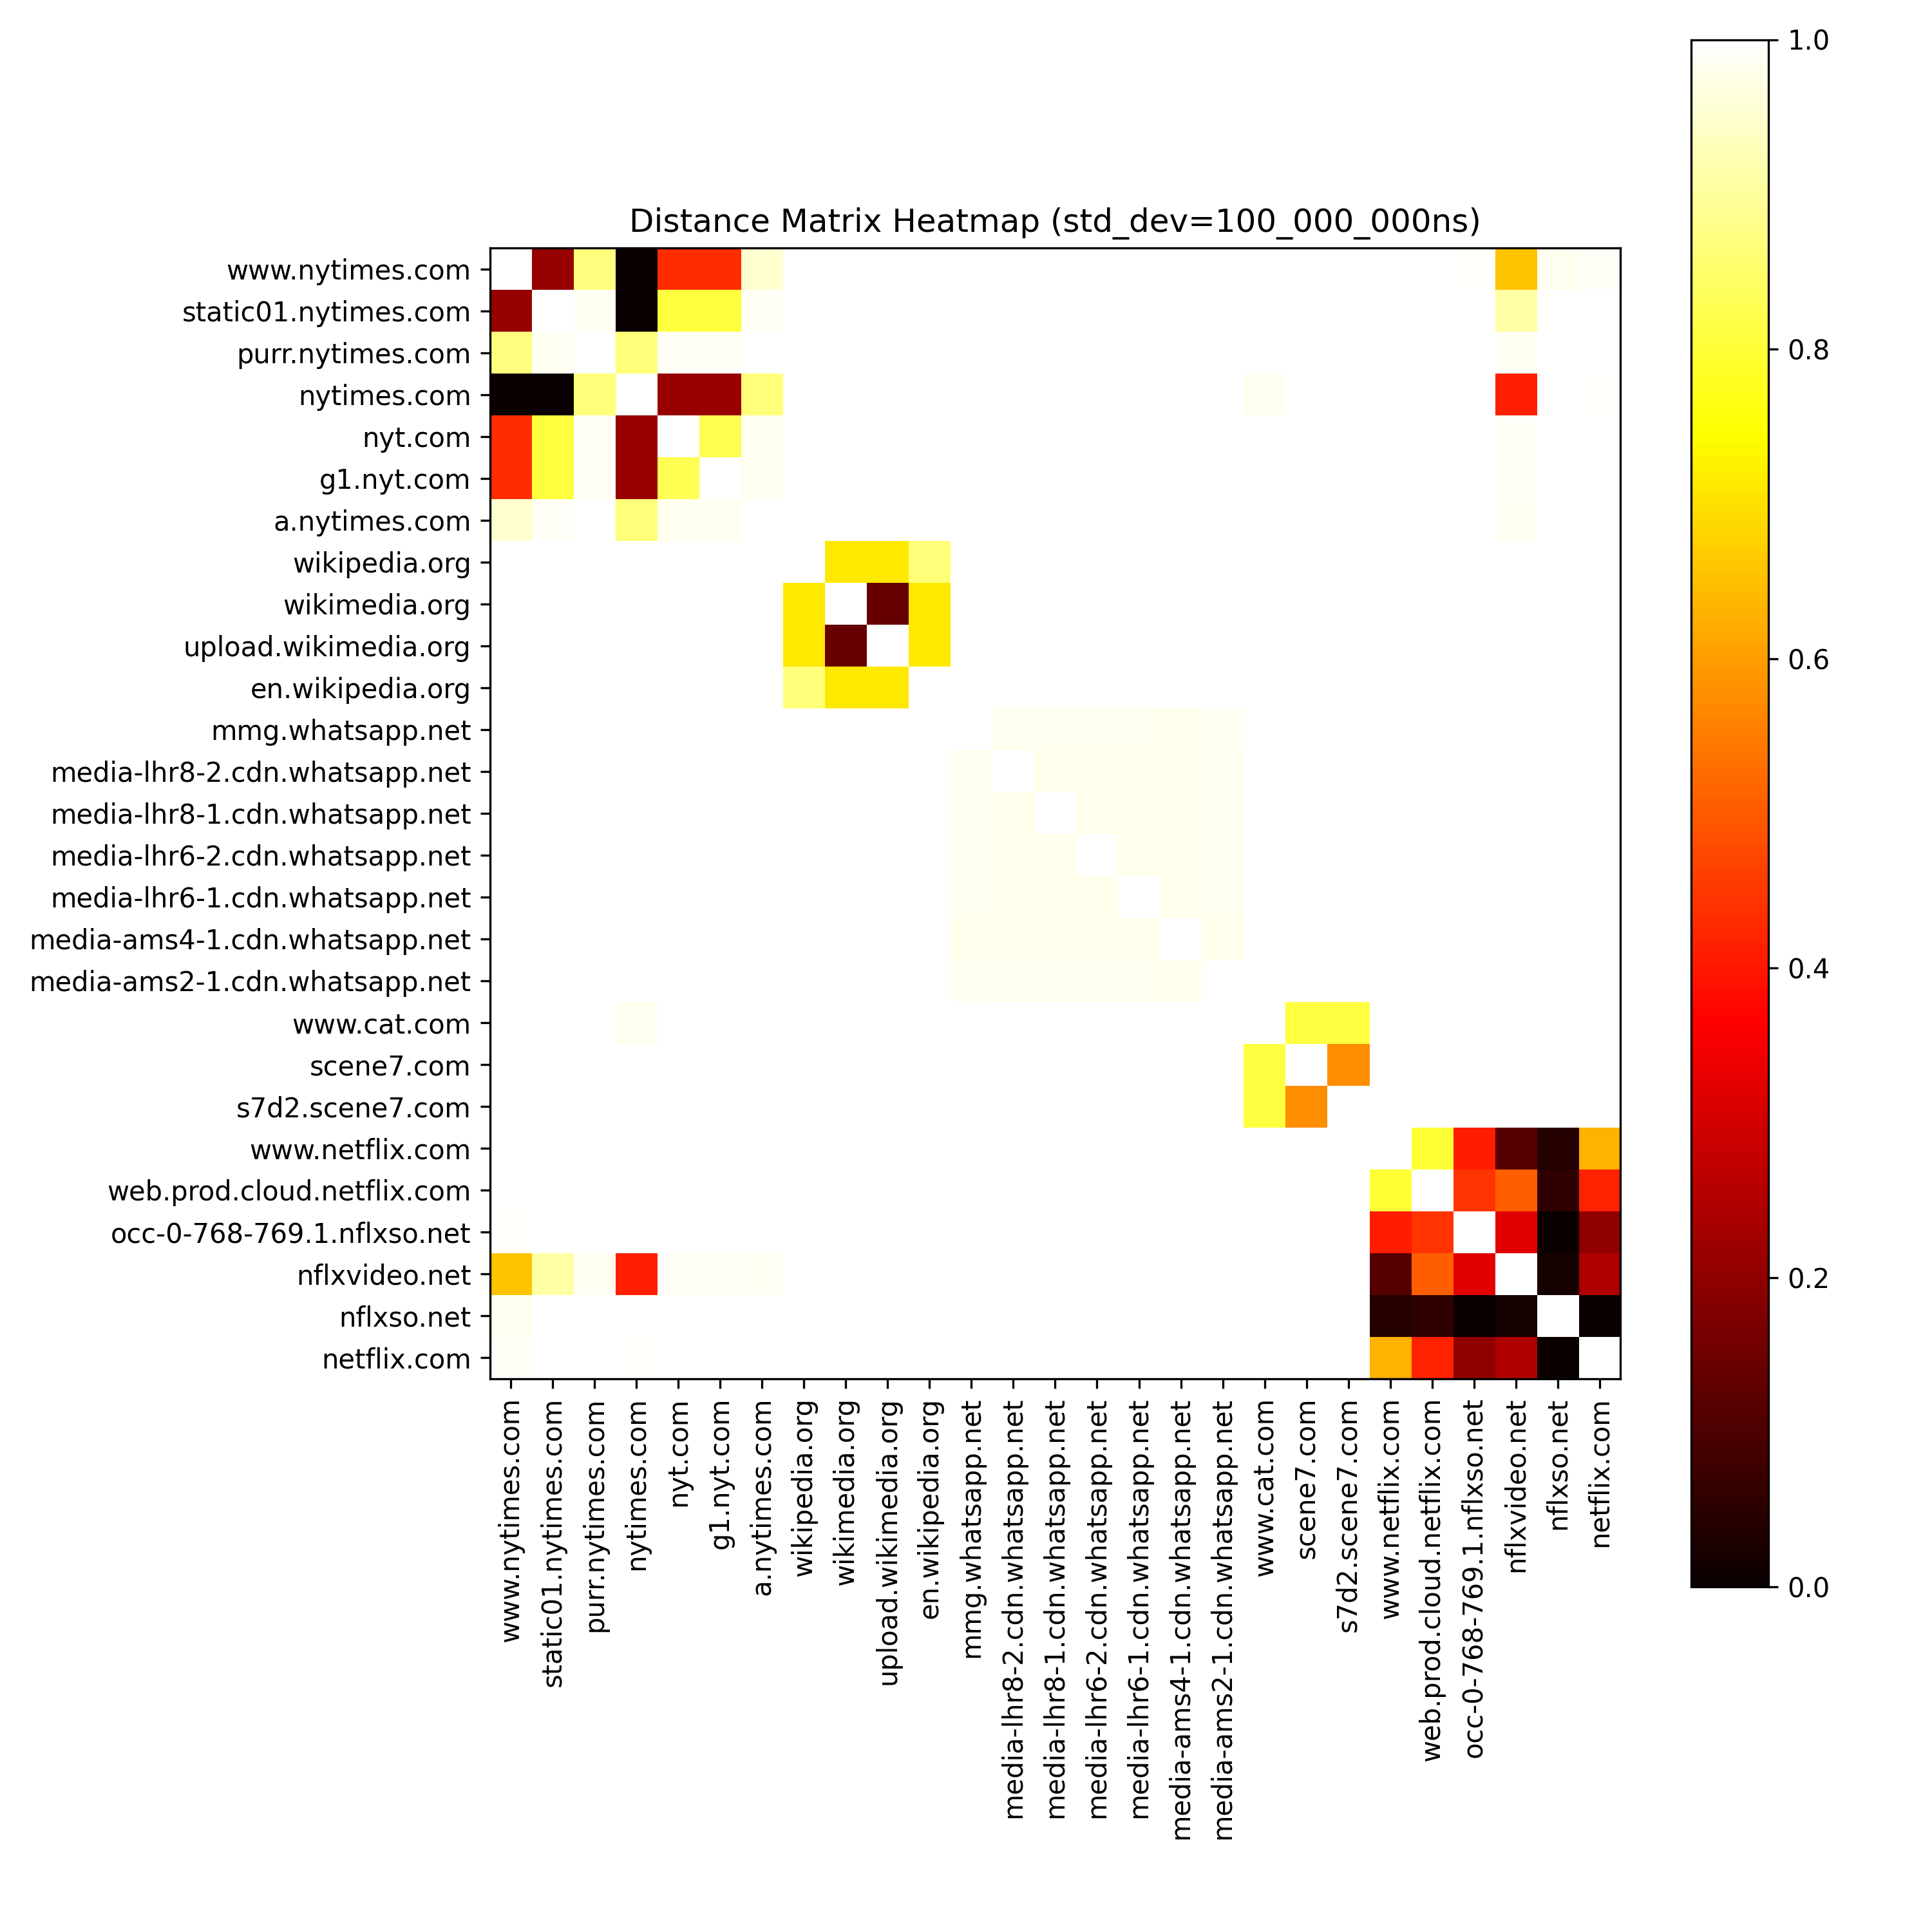 Distance Matrix Heatmap (std_dev=100_000_000ns)
www.nytimes.com
static01.nytimes.com
purr.nytimes.com
nytimes.com
nyt.com
g1.nyt.com
a.nytimes.com
wikipedia.org
wikimedia.org
upload.wikimedia.org
en.wikipedia.org
mmg.whatsapp.net
media-lhr8-2.cdn.whatsapp.net
media-lhr8-1.cdn.whatsapp.net
media-lhr6-2.cdn.whatsapp.net
media-lhr6-1.cdn.whatsapp.net
media-ams4-1.cdn.whatsapp.net
media-ams2-1.cdn.whatsapp.net
www.cat.com
scene7.com
s7d2.scene7.com
www.netflix.com
web.prod.cloud.netflix.com
occ-0-768-769.1.nflxso.net
nflxvideo.net
nflxso.net
netflix.com
www.nytimes.com
static01.nytimes.com
purr.nytimes.com
nytimes.com
nyt.com
g1.nyt.com
a.nytimes.com
wikipedia.org
wikimedia.org
upload.wikimedia.org
en.wikipedia.org
mmg.whatsapp.net
media-lhr8-2.cdn.whatsapp.net
media-lhr8-1.cdn.whatsapp.net
media-lhr6-2.cdn.whatsapp.net
media-lhr6-1.cdn.whatsapp.net
media-ams4-1.cdn.whatsapp.net
media-ams2-1.cdn.whatsapp.net
www.cat.com
scene7.com
s7d2.scene7.com
www.netflix.com
web.prod.cloud.netflix.com
occ-0-768-769.1.nflxso.net
nflxvideo.net
nflxso.net
netflix.com
1.0
0.8
0.6
0.4
0.2
0.0